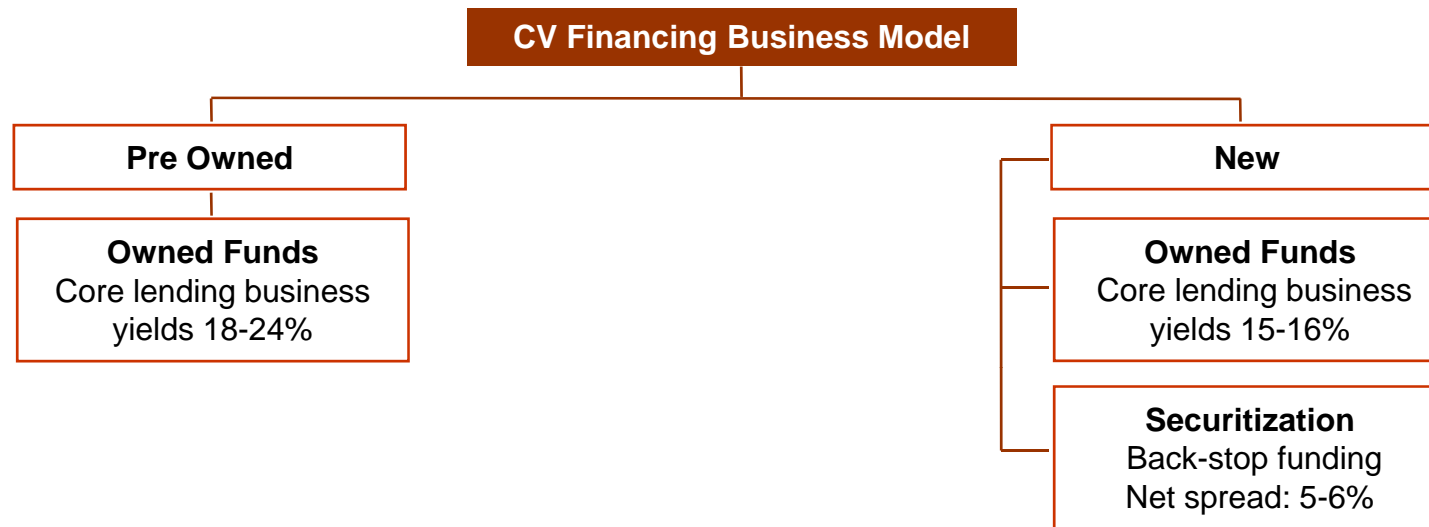 CV Financing Business Model
Pre Owned
Owned Funds
Core lending business
yields 18-24%
New
Owned Funds
Core lending business
yields 15-16%
Securitization
Back-stop funding
Net spread: 5-6%